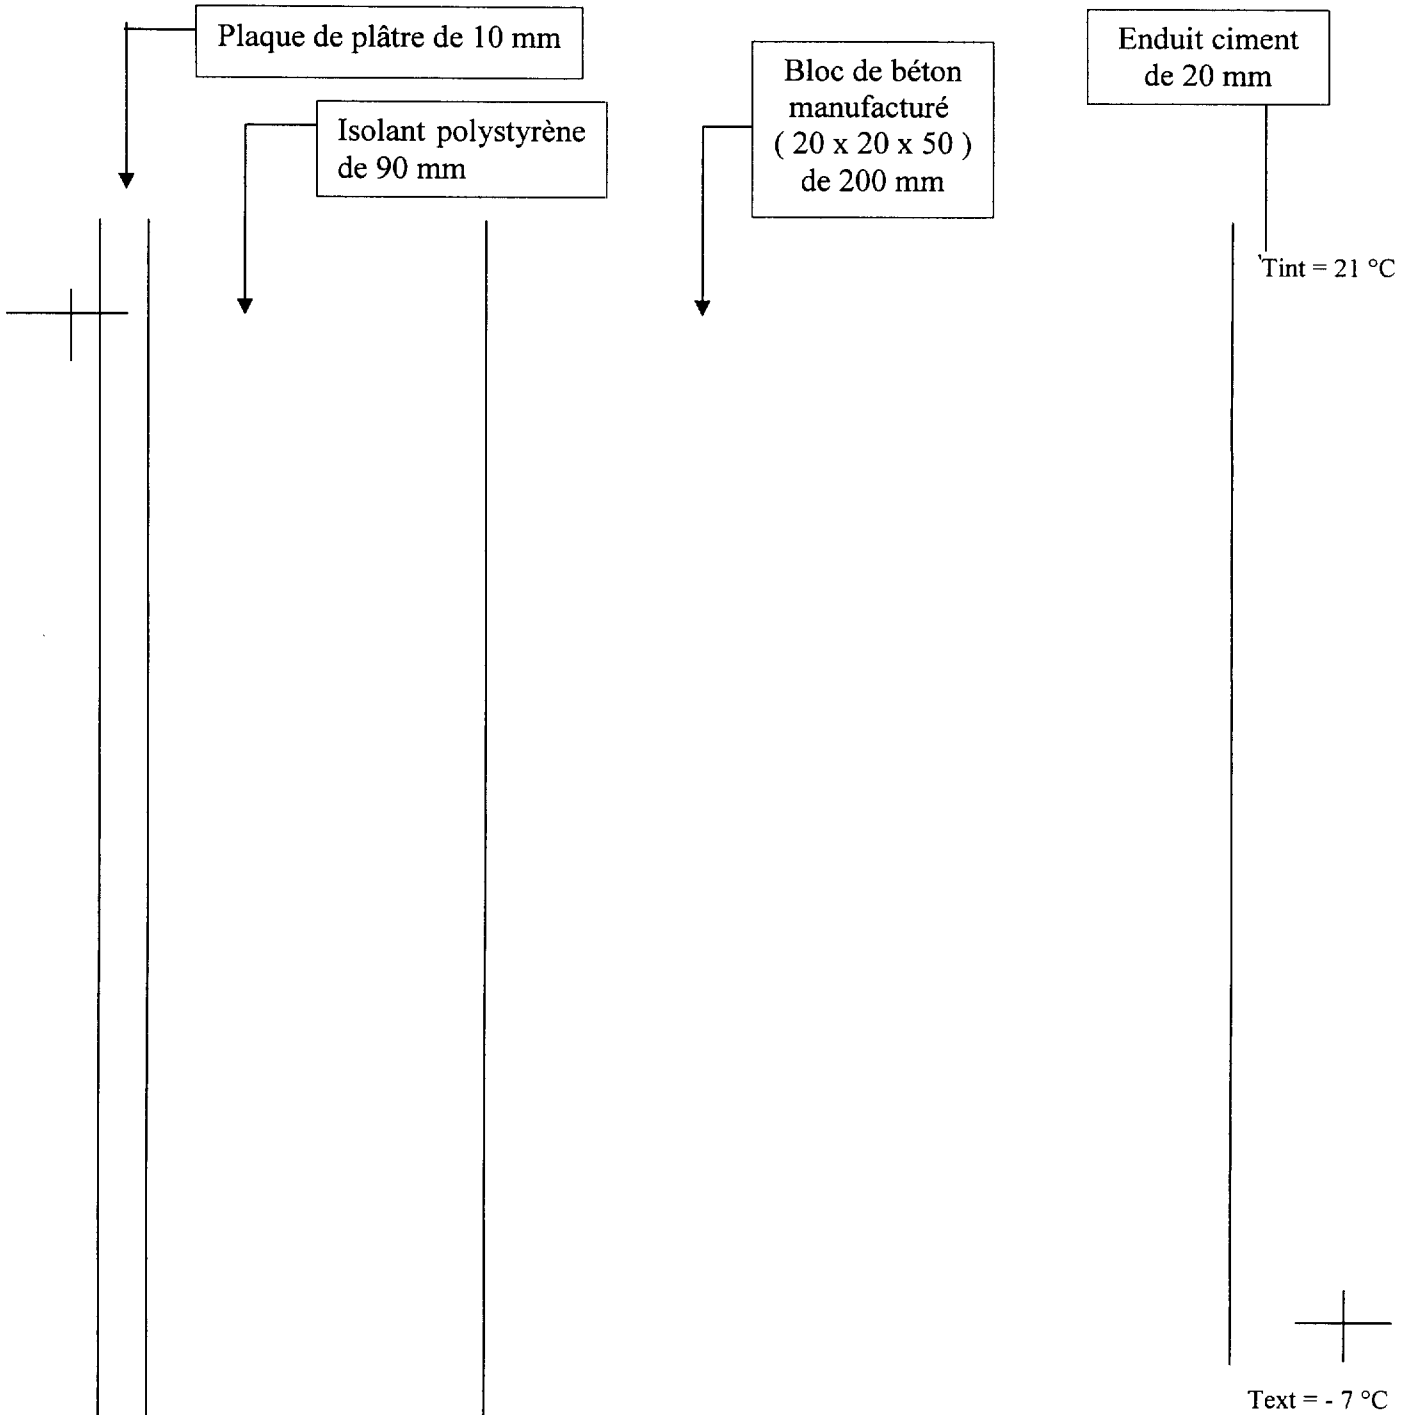 Plaque de plâtre de 10 mm
Isolant polystyrène
de 90 mm
Bloc de béton
manufacturé
( 20 x 20 x 50 )
de 200 mm
Enduit ciment
de 20 mm
Tint = 21 °C
Text = - 7 °C